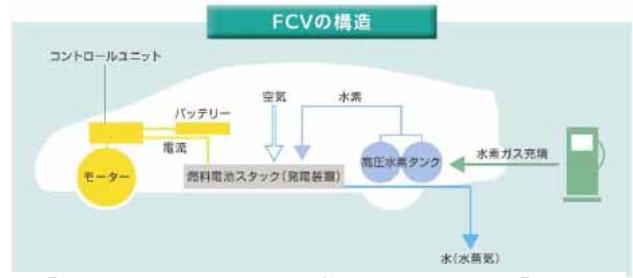 FCVの構造
コントロールユニット
バッテリー
電流
モーター
空気
水素
燃料電池スタック(発電装置)
高圧水素タンク
水素ガス充填
水(水蒸気)